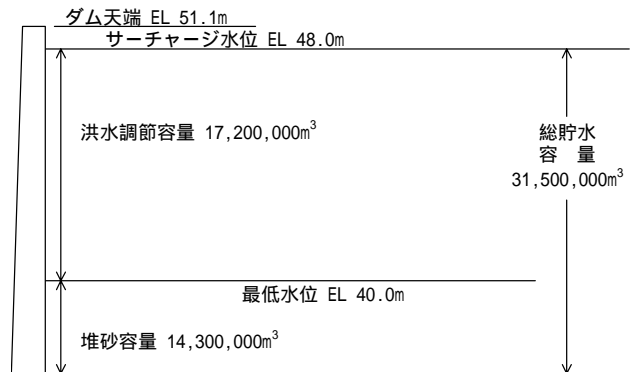 ダム天端 EL 51.1m
サーチャージ水位 EL 48.0m
洪水調節容量 17,200,000m³
総貯水
容　量
31,500,000m³
最低水位 EL 40.0m
堆砂容量 14,300,000m³